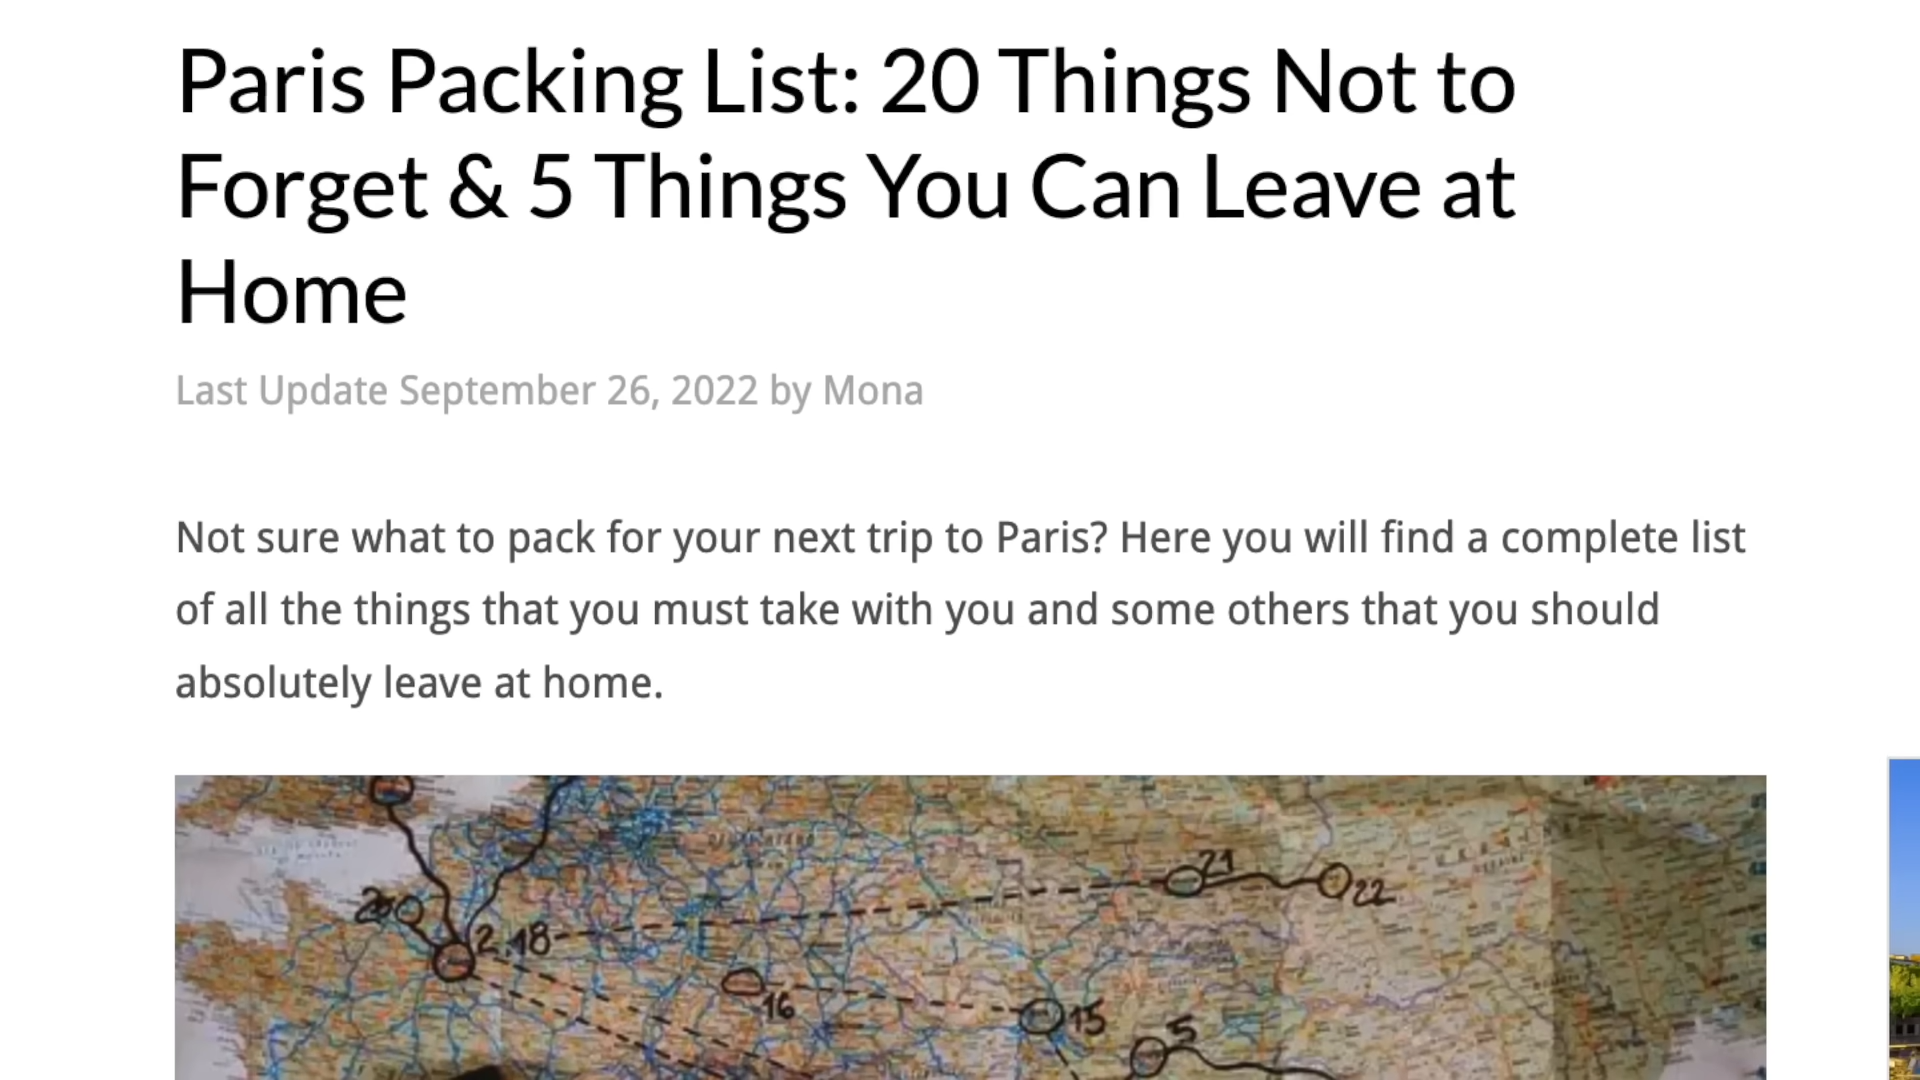 Paris Packing List: 20 Things Not to
Forget & 5 Things You Can Leave at
Home
Last Update September 26, 2022 by Mona
Not sure what to pack for your next trip to Paris? Here you will find a complete list
of all the things that you must take with you and some others that you should
absolutely leave at home.
21
22
20
2,18
16
15
5